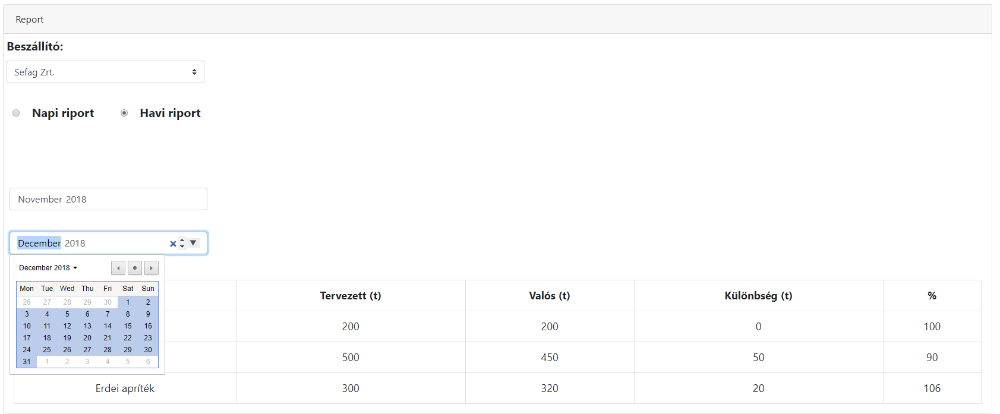 Report
Beszállító:
Sefag Zrt.
Napi riport Havi riport
November 2018
December 2018
December 2018
Mon Tue Wed Thu Fri Sat Sun
26 27 28 29 30 1 2
3 4 5 6 7 8 9
10 11 12 13 14 15 16
17 18 19 20 21 22 23
24 25 26 27 28 29 30
31 1 2 3 4 5 6
Tervezett (t) Valós (t) Különbség (t) %
200 200 0 100
500 450 50 90
Erdei apríték 300 320 20 106